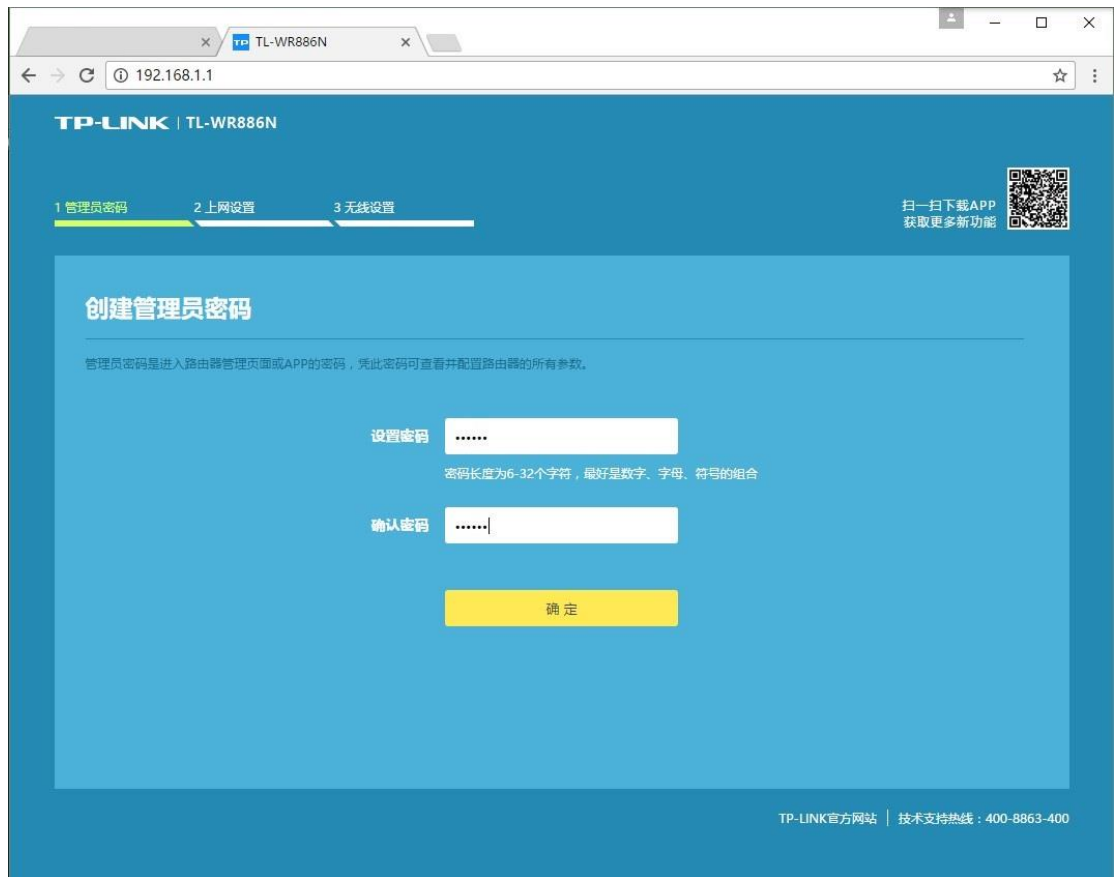 TP TL-WR886N
192.168.1.1
TP-LINK | TL-WR886N
1 管理员密码 2 上网设置 3 无线设置
扫一扫下载APP
获取更多新功能
创建管理员密码
管理员密码是进入路由器管理页面或APP的密码，凭此密码可查看并配置路由器的所有参数。
设置密码 ••••••
密码长度为6-32个字符，最好是数字、字母、符号的组合
确认密码 ••••••
确 定
TP-LINK官方网站 | 技术支持热线：400-8863-400